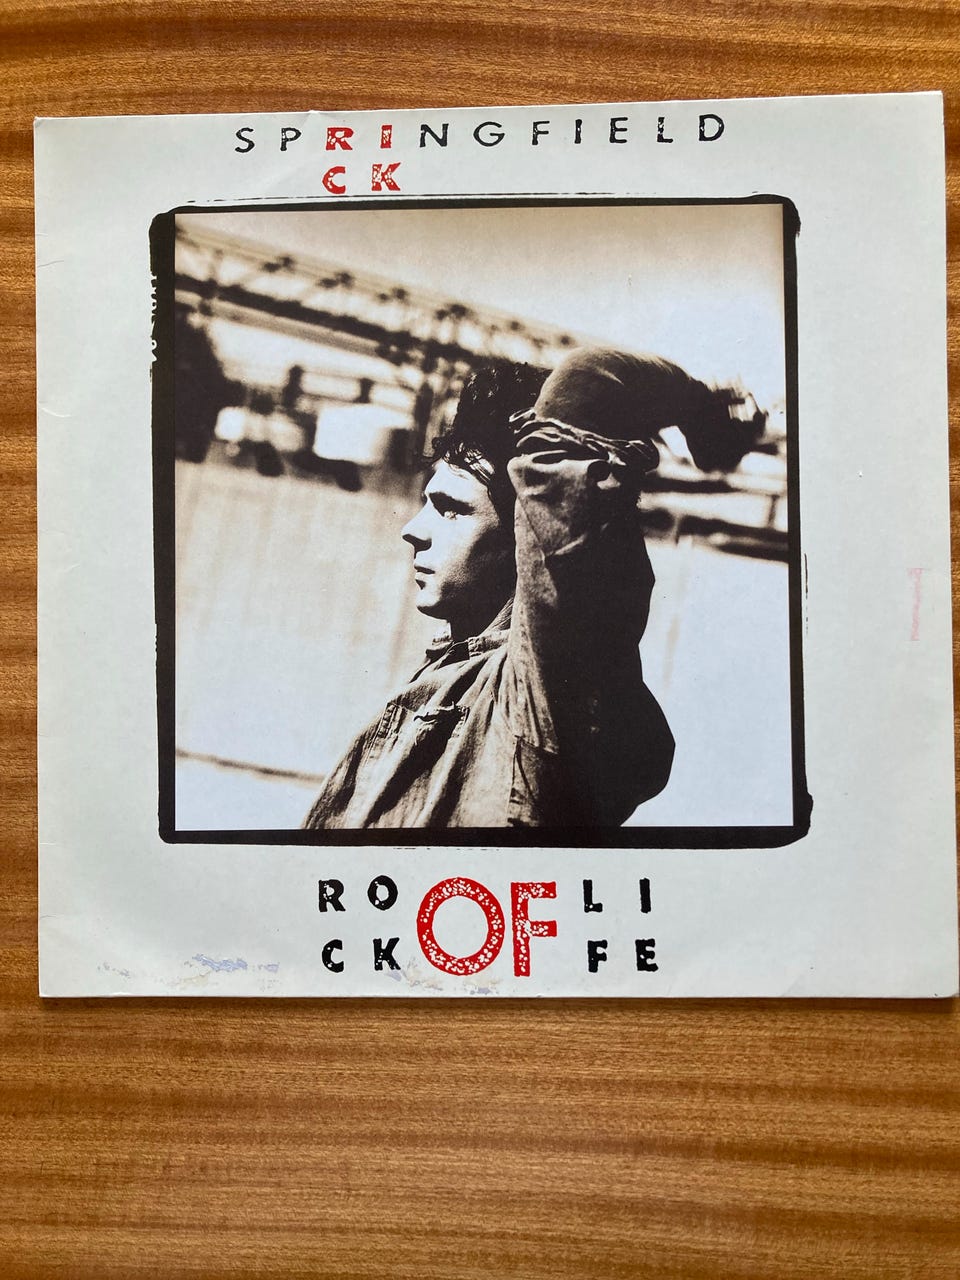 SPRINGFIELD
CK
RO OF LI
CK FE